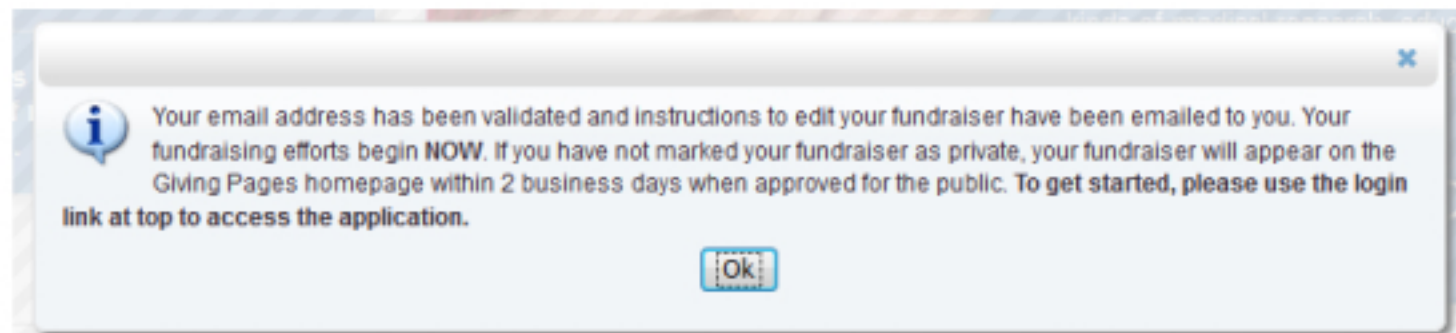 Your email address has been validated and instructions to edit your fundraiser have been emailed to you. Your
fundraising efforts begin NOW. If you have not marked your fundraiser as private, your fundraiser will appear on the
Giving Pages homepage within 2 business days when approved for the public. To get started, please use the login
link at top to access the application.
Ok